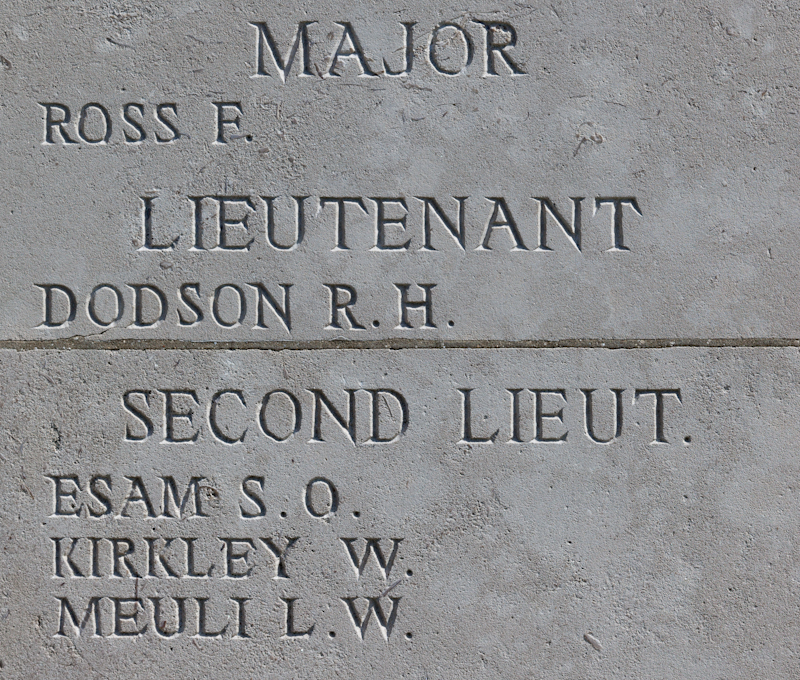 MAJOR
ROSS F.
LIEUTENANT
DODSON R.H.
SECOND LIEUT.
ESAM S.O.
KIRKLEY W.
MEULI L.W.